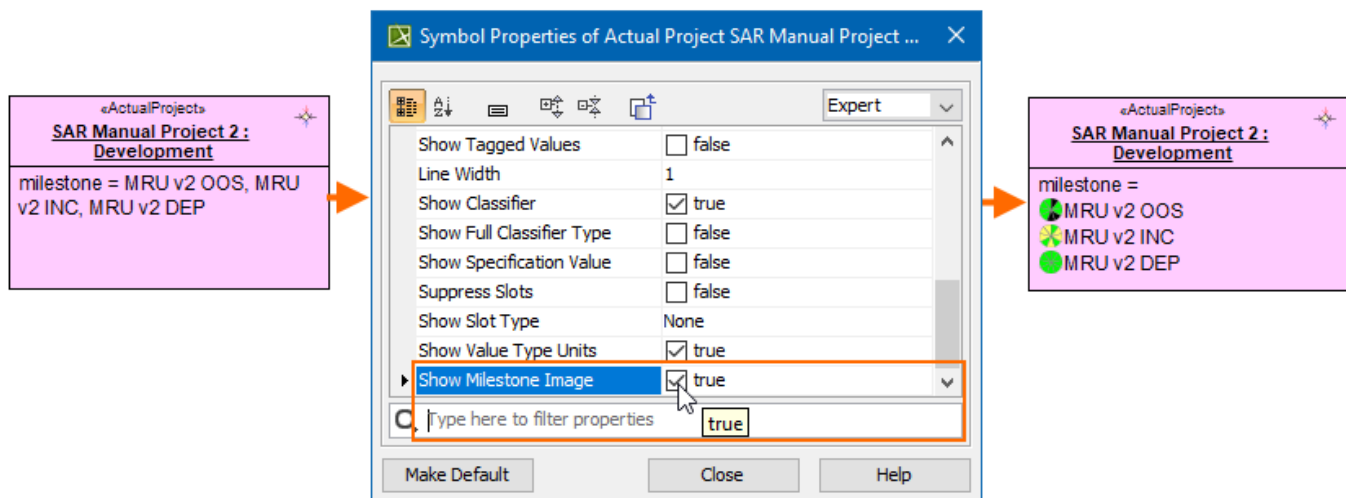 «ActualProject»
SAR Manual Project 2 :
Development
milestone = MRU v2 OOS, MRU
v2 INC, MRU v2 DEP
Symbol Properties of Actual Project SAR Manual Project ...
Expert
Show Tagged Values false
Line Width 1
Show Classifier true
Show Full Classifier Type false
Show Specification Value false
Suppress Slots false
Show Slot Type None
Show Value Type Units true
Show Milestone Image true
Type here to filter properties
true
Make Default Close Help
«ActualProject»
SAR Manual Project 2 :
Development
milestone =
MRU v2 OOS
MRU v2 INC
MRU v2 DEP